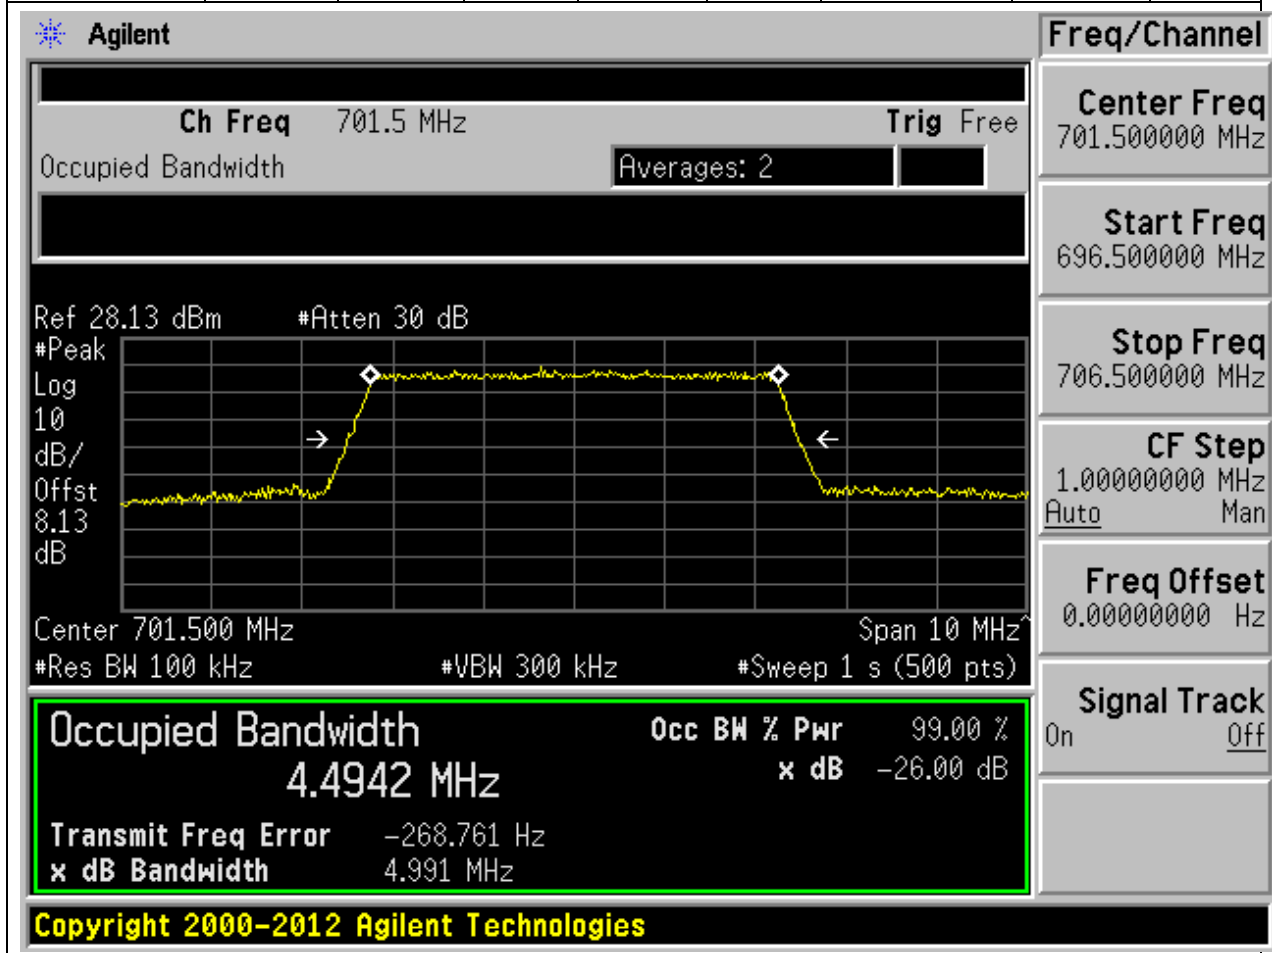 Agilent
Freq/Channel
Ch Freq 701.5 MHz Trig Free
Occupied Bandwidth Averages: 2
Center Freq
701.500000 MHz
Start Freq
696.500000 MHz
Stop Freq
706.500000 MHz
CF Step
1.00000000 MHz
Auto Man
Freq Offset
0.00000000 Hz
Signal Track
On Off
Ref 28.13 dBm #Atten 30 dB
#Peak
Log
10
dB/
Offst
8.13
dB
Center 701.500 MHz Span 10 MHz^
#Res BW 100 kHz #VBW 300 kHz #Sweep 1 s (500 pts)
Occupied Bandwidth Occ BW % Pwr 99.00 %
4.4942 MHz x dB -26.00 dB
Transmit Freq Error -268.761 Hz
x dB Bandwidth 4.991 MHz
Copyright 2000-2012 Agilent Technologies